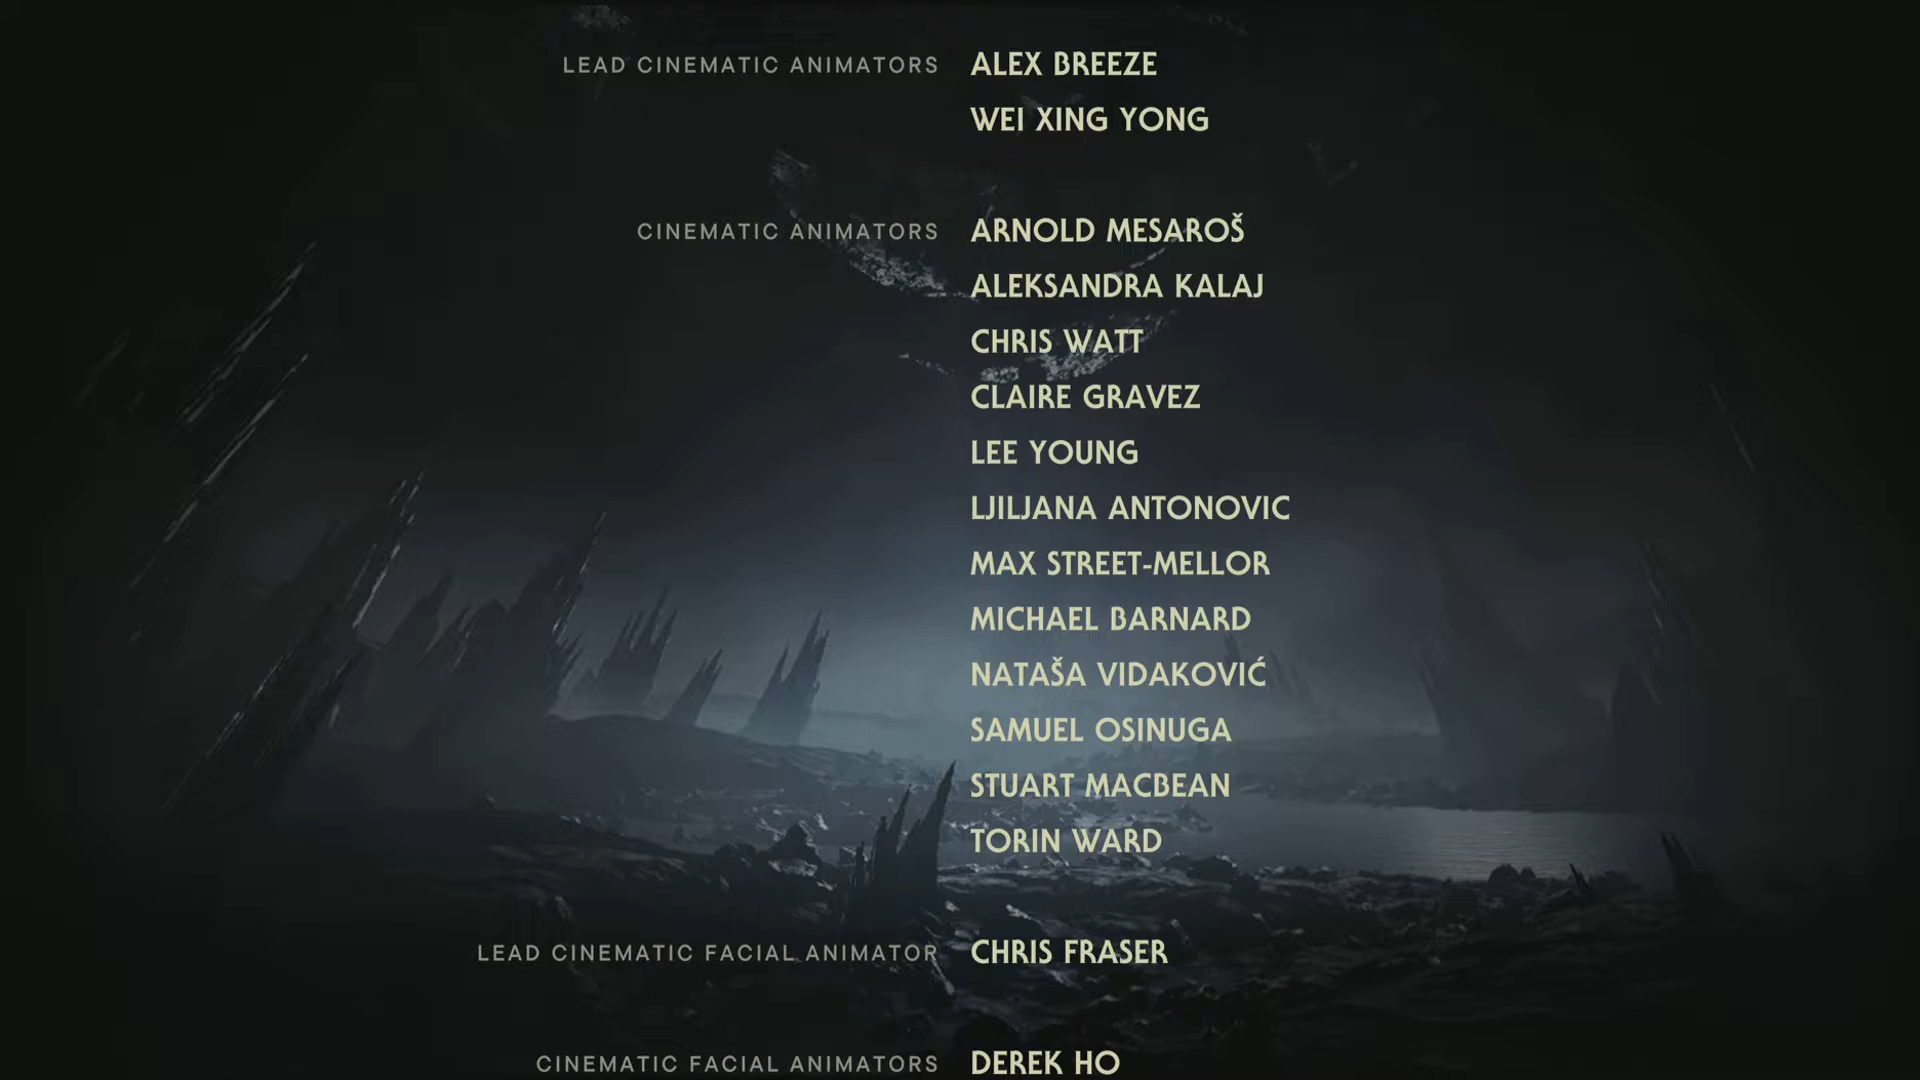 LEAD CINEMATIC ANIMATORS ALEX BREEZE
WEI XING YONG
CINEMATIC ANIMATORS ARNOLD MESAROŠ
ALEKSANDRA KALAJ
CHRIS WATT
CLAIRE GRAVEZ
LEE YOUNG
LJILJANA ANTONOVIC
MAX STREET-MELLOR
MICHAEL BARNARD
NATAŠA VIDAKOVIĆ
SAMUEL OSINUGA
STUART MACBEAN
TORIN WARD
LEAD CINEMATIC FACIAL ANIMATOR CHRIS FRASER
CINEMATIC FACIAL ANIMATORS DEREK HO